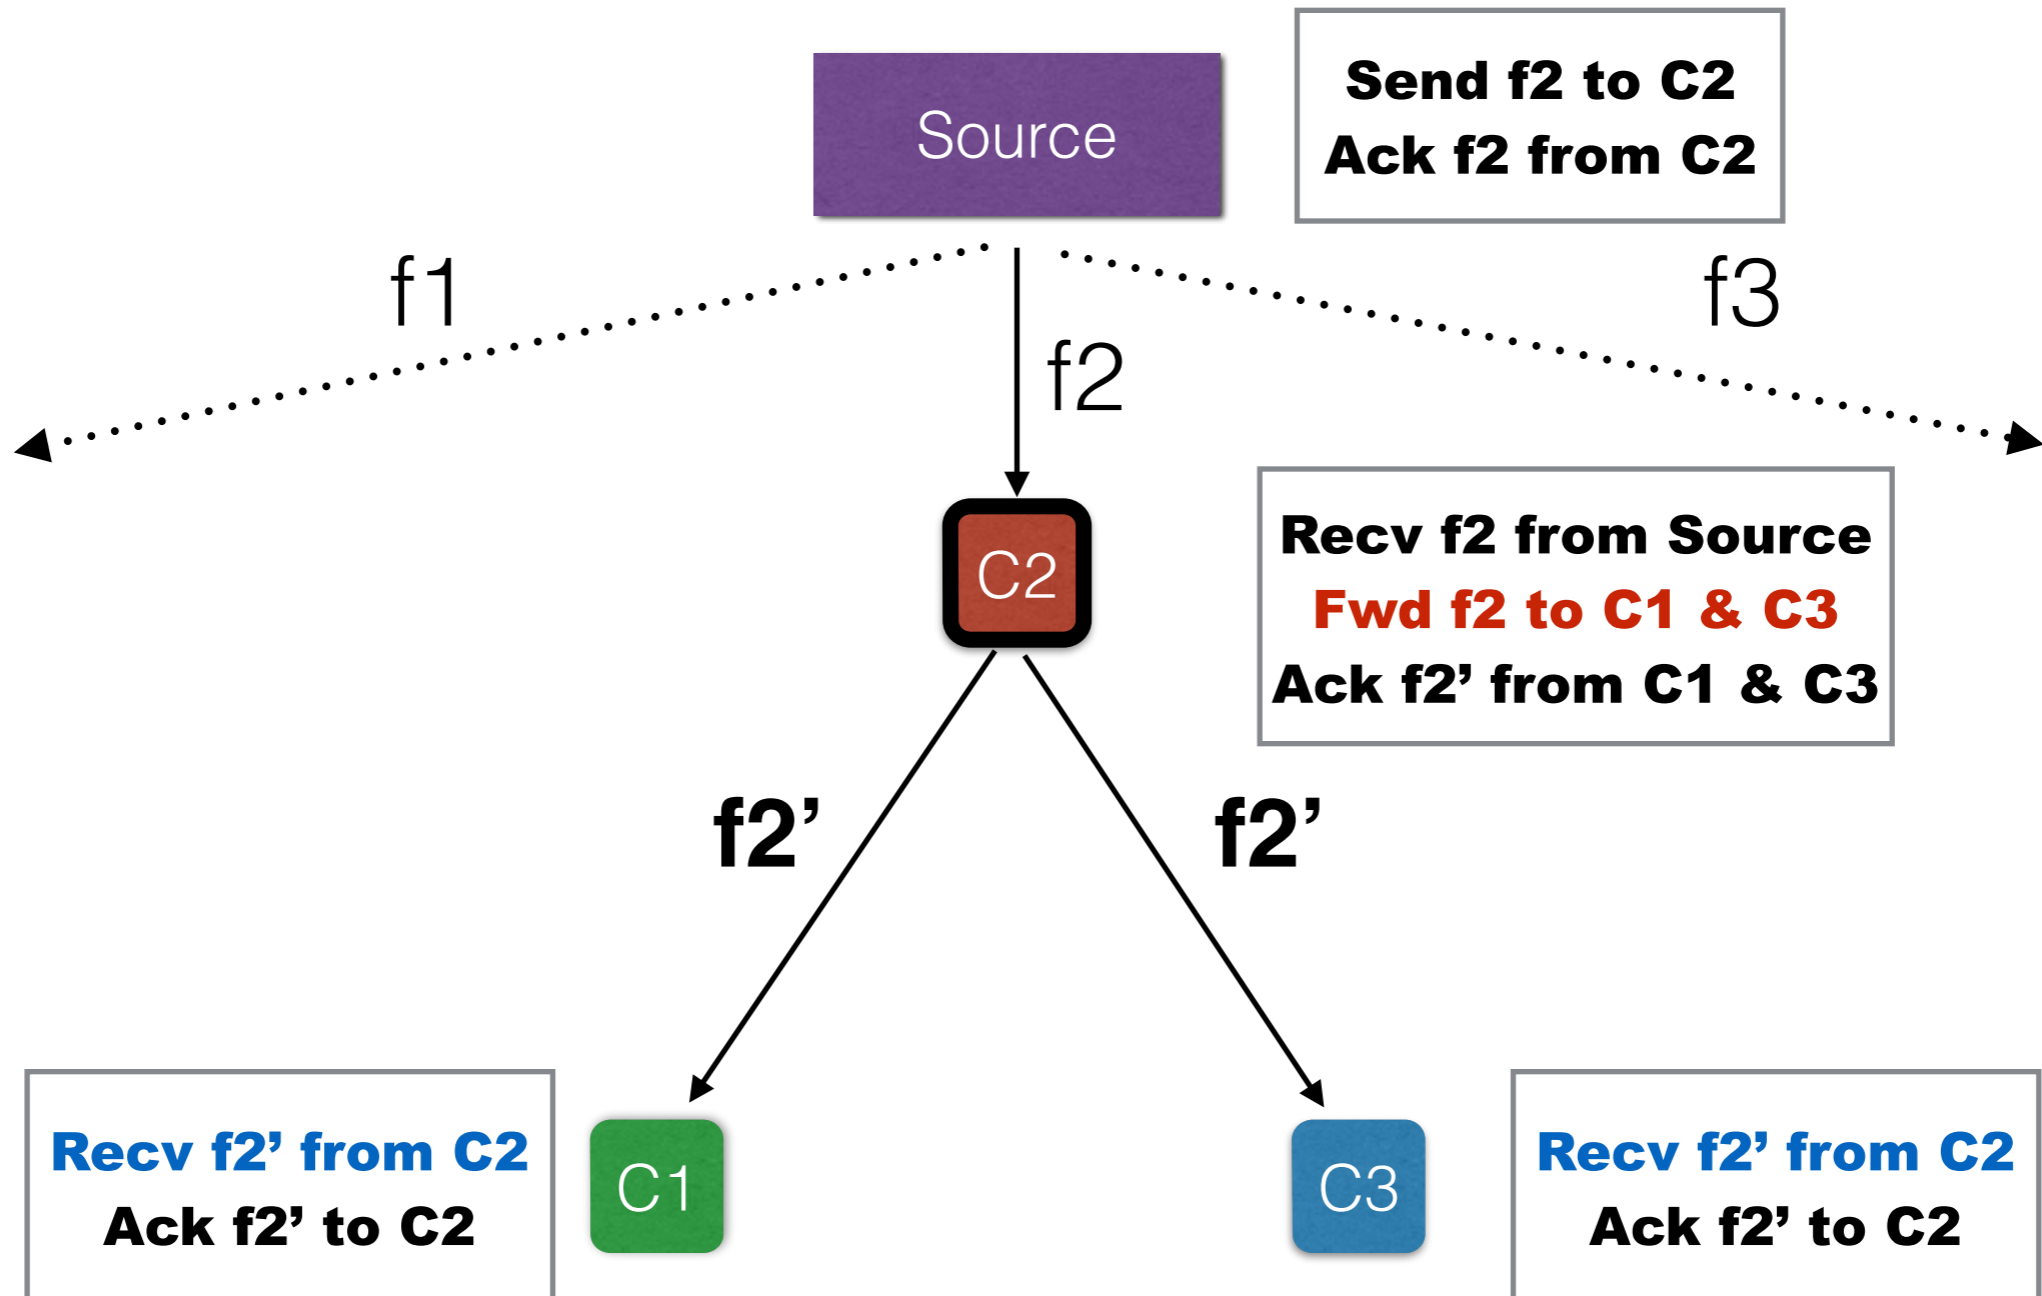 Source
Send f2 to C2
Ack f2 from C2
f1
f3
f2
C2
Recv f2 from Source
Fwd f2 to C1 & C3
Ack f2’ from C1 & C3
f2’
f2’
Recv f2’ from C2
Ack f2’ to C2
C1
C3
Recv f2’ from C2
Ack f2’ to C2